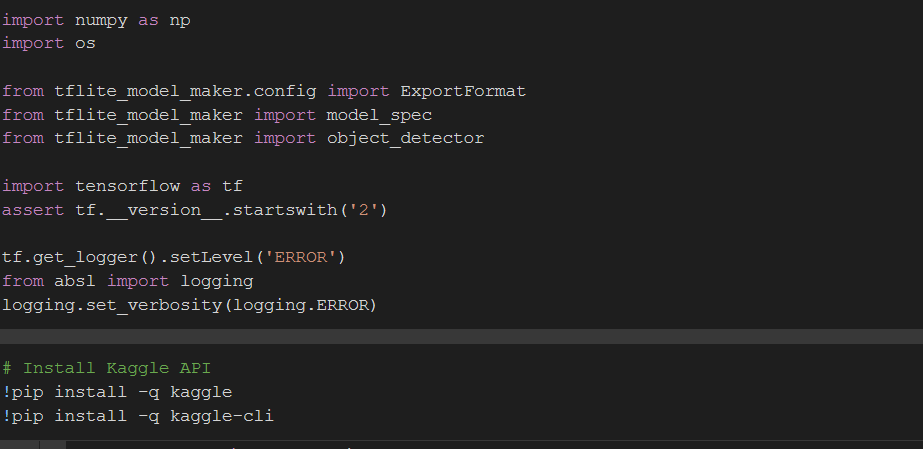 import numpy as np
import os
from tflite_model_maker.config import ExportFormat
from tflite_model_maker import model_spec
from tflite_model_maker import object_detector
import tensorflow as tf
assert tf.__version__.startswith('2')
tf.get_logger().setLevel('ERROR')
from absl import logging
logging.set_verbosity(logging.ERROR)
# Install Kaggle API
!pip install -q kaggle
!pip install -q kaggle-cli